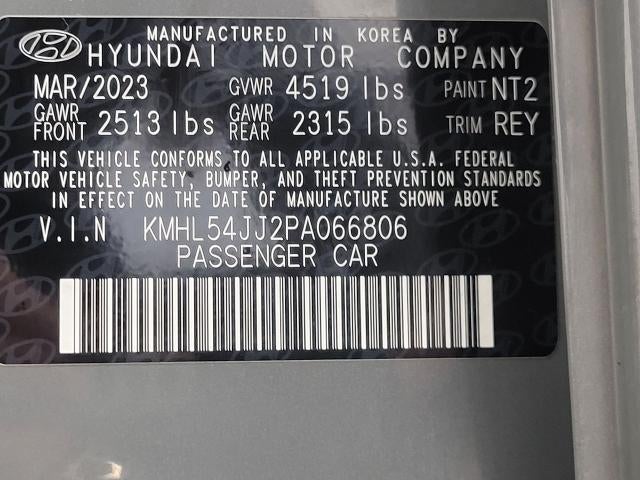 MANUFACTURED IN KOREA BY
HYUNDAI MOTOR COMPANY
MAR/2023 GVWR 4519 lbs PAINT NT2
GAWR FRONT 2513 lbs GAWR REAR 2315 lbs TRIM REY
THIS VEHICLE CONFORMS TO ALL APPLICABLE U.S.A. FEDERAL
MOTOR VEHICLE SAFETY, BUMPER, AND THEFT PREVENTION STANDARDS
IN EFFECT ON THE DATE OF MANUFACTURE SHOWN ABOVE
V.I.N KMHL54JJ2PA066806
PASSENGER CAR